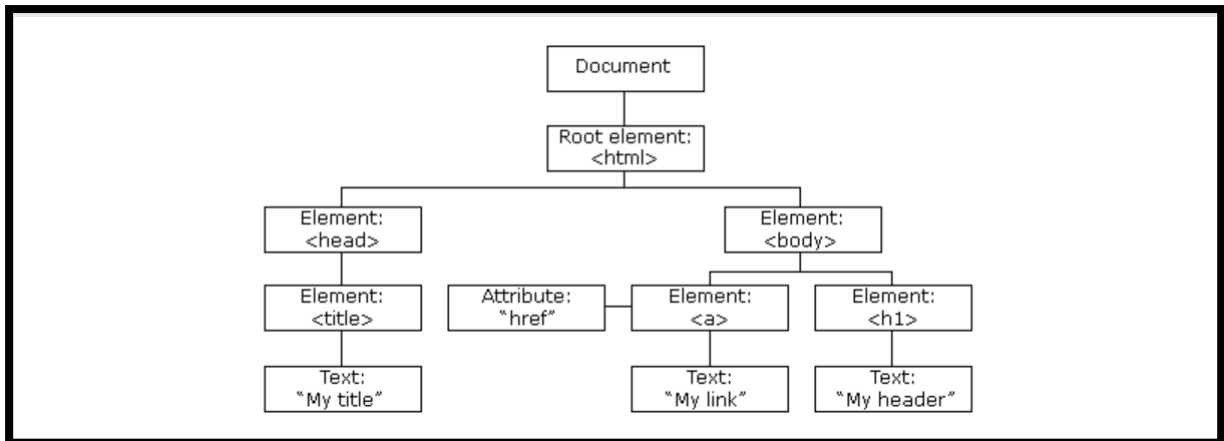 Document
Root element:
<html>
Element:
<head>
Element:
<body>
Element:
<title>
Attribute:
“href”
Element:
<a>
Element:
<h1>
Text:
“My title”
Text:
“My link”
Text:
“My header”